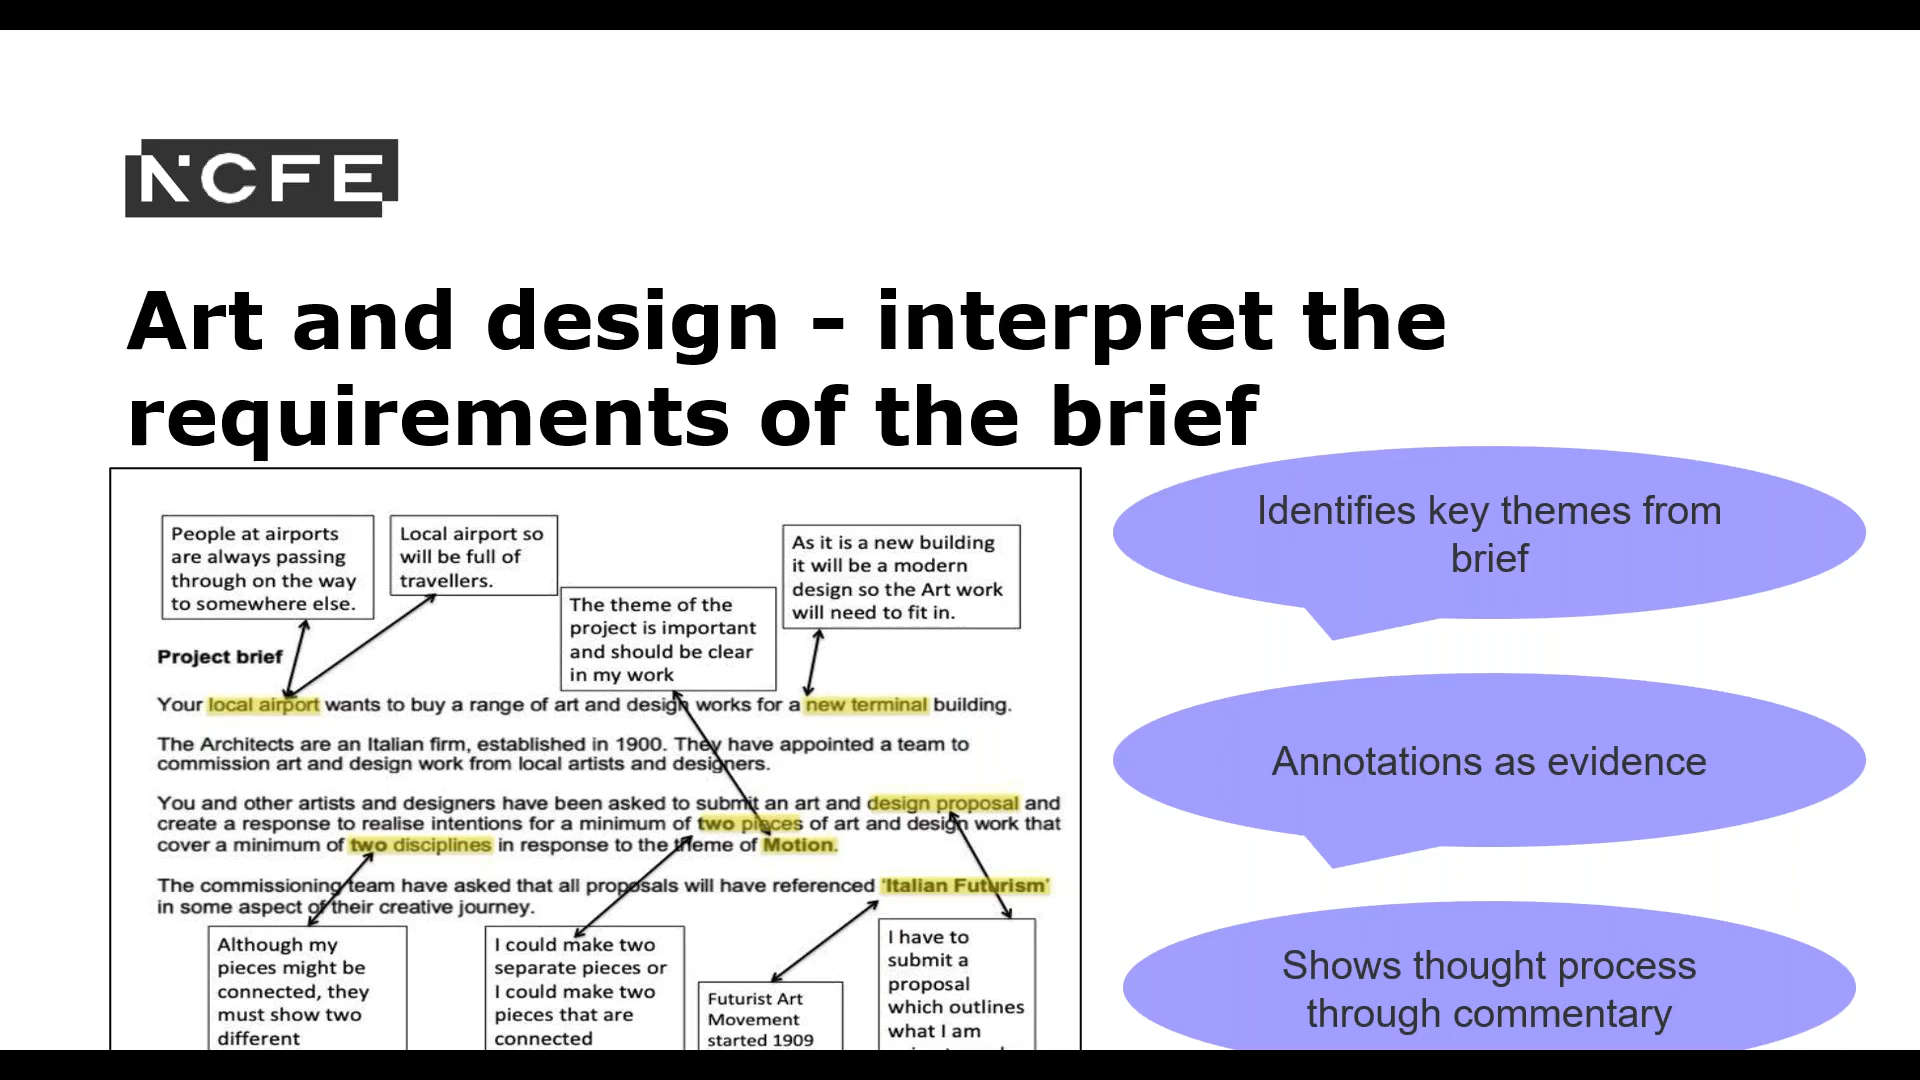 NCFE
Art and design - interpret the
requirements of the brief
People at airports
are always passing
through on the way
to somewhere else.
Local airport so
will be full of
travellers.
The theme of the
project is important
and should be clear
in my work
As it is a new building
it will be a modern
design so the Art work
will need to fit in.
Project brief
Your local airport wants to buy a range of art and design works for a new terminal building.
The Architects are an Italian firm, established in 1900. They have appointed a team to
commission art and design work from local artists and designers.
You and other artists and designers have been asked to submit an art and design proposal and
create a response to realise intentions for a minimum of two pieces of art and design work that
cover a minimum of two disciplines in response to the theme of Motion.
The commissioning team have asked that all proposals will have referenced 'Italian Futurism'
in some aspect of their creative journey.
Although my
pieces might be
connected, they
must show two
different
I could make two
separate pieces or
I could make two
pieces that are
connected
Futurist Art
Movement
started 1909
I have to
submit a
proposal
which outlines
what I am
Identifies key themes from
brief
Annotations as evidence
Shows thought process
through commentary